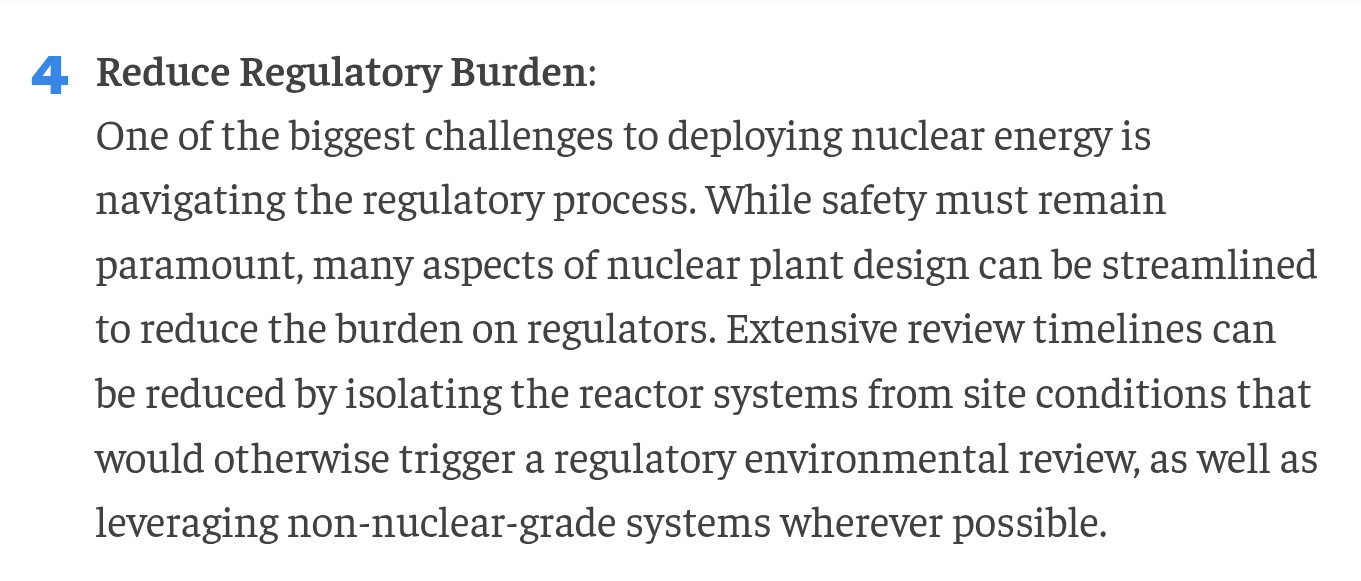 4 Reduce Regulatory Burden:
One of the biggest challenges to deploying nuclear energy is
navigating the regulatory process. While safety must remain
paramount, many aspects of nuclear plant design can be streamlined
to reduce the burden on regulators. Extensive review timelines can
be reduced by isolating the reactor systems from site conditions that
would otherwise trigger a regulatory environmental review, as well as
leveraging non-nuclear-grade systems wherever possible.